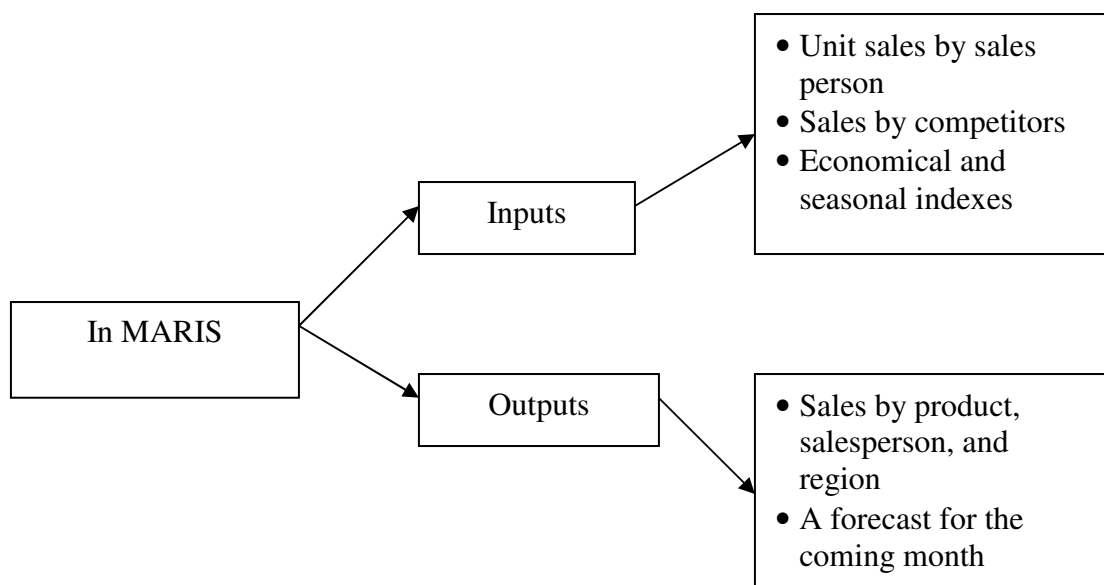 In MARIS
Inputs
• Unit sales by sales
person
• Sales by competitors
• Economical and
seasonal indexes
Outputs
• Sales by product,
salesperson, and
region
• A forecast for the
coming month